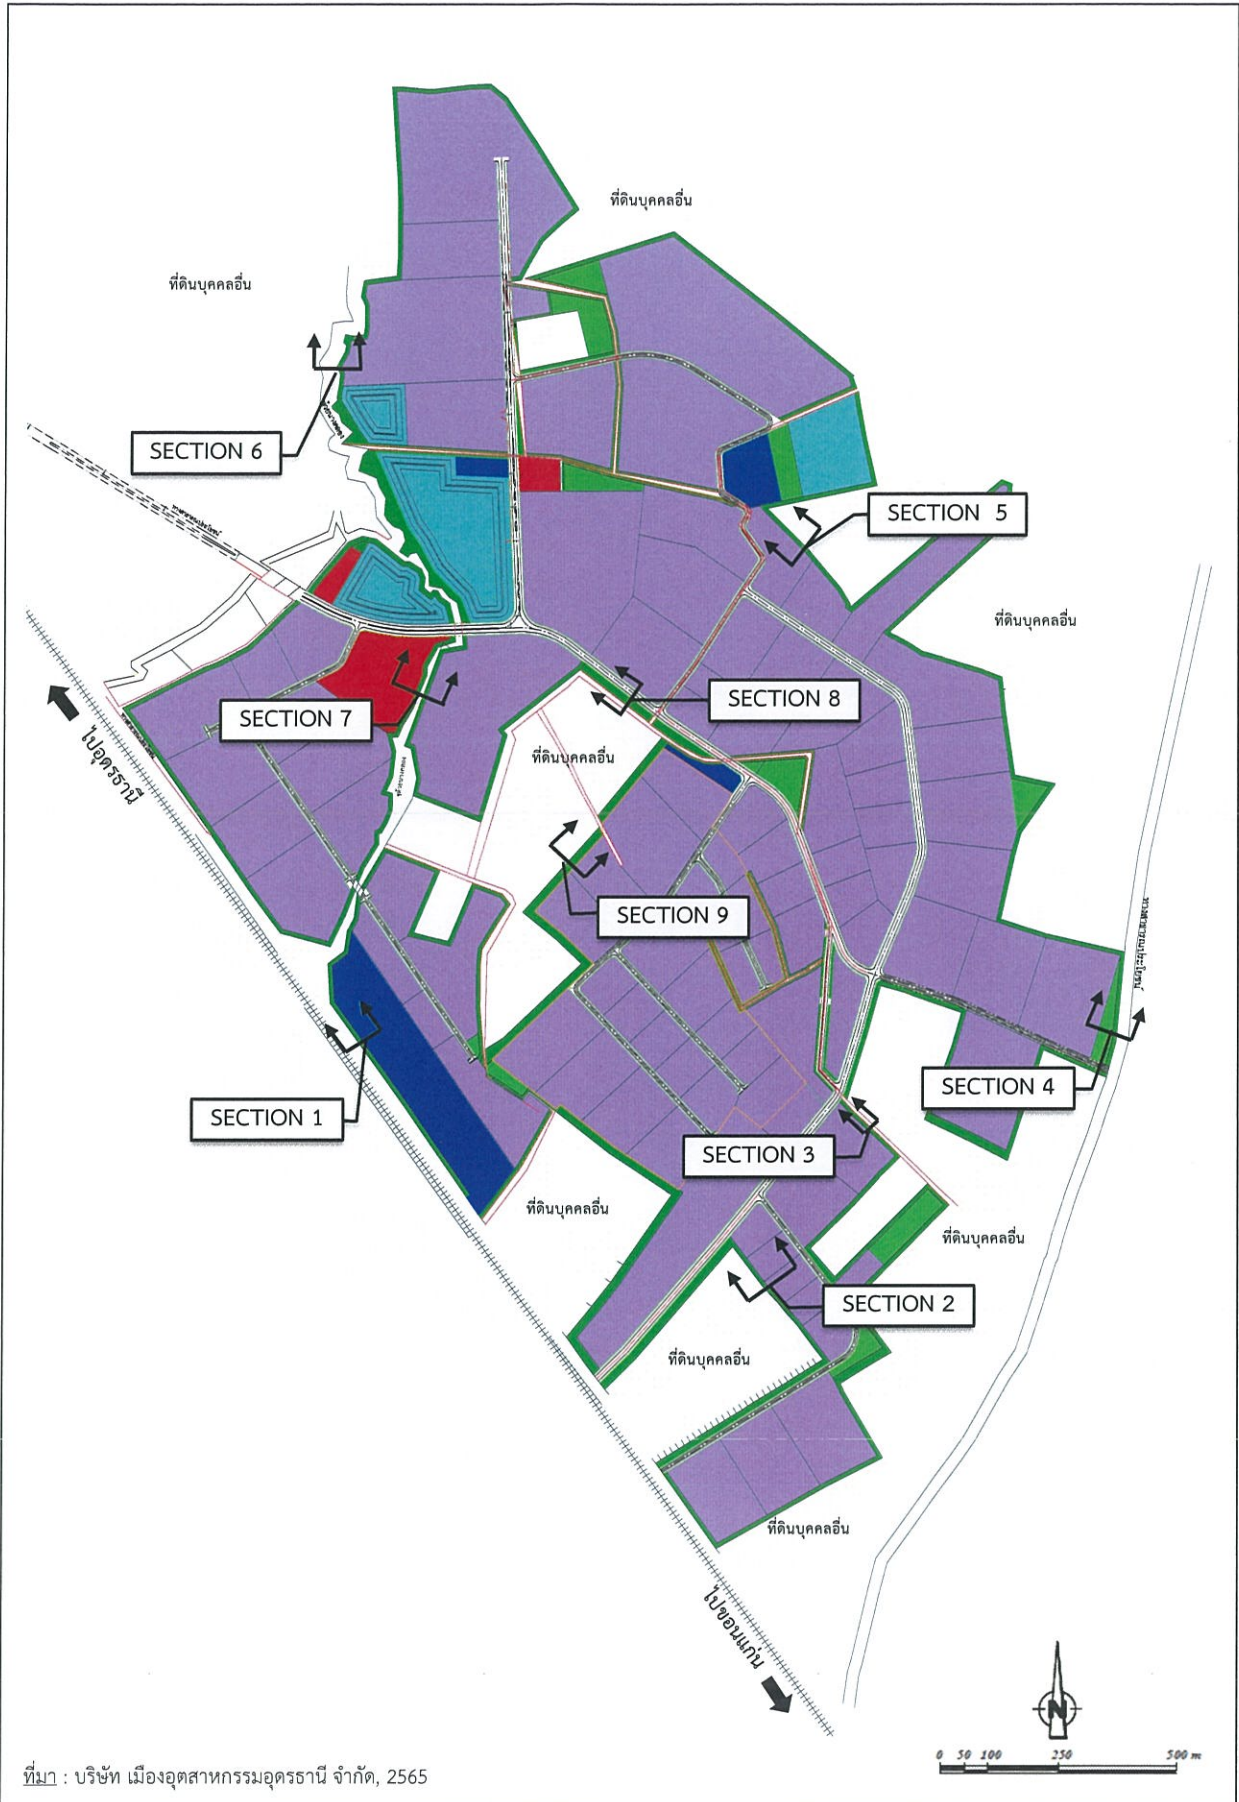 ที่ดินบุคคลอื่น
ที่ดินบุคคลอื่น
SECTION 6
SECTION 5
ที่ดินบุคคลอื่น
SECTION 8
SECTION 7
ไปอุดรธานี
ที่ดินบุคคลอื่น
SECTION 9
SECTION 4
SECTION 1
SECTION 3
ที่ดินบุคคลอื่น
ที่ดินบุคคลอื่น
SECTION 2
ที่ดินบุคคลอื่น
ที่ดินบุคคลอื่น
ไปขอนแก่น
N
0 50 100 250 500 m
ที่มา : บริษัท เมืองอุตสาหกรรมอุดรธานี จำกัด, 2565